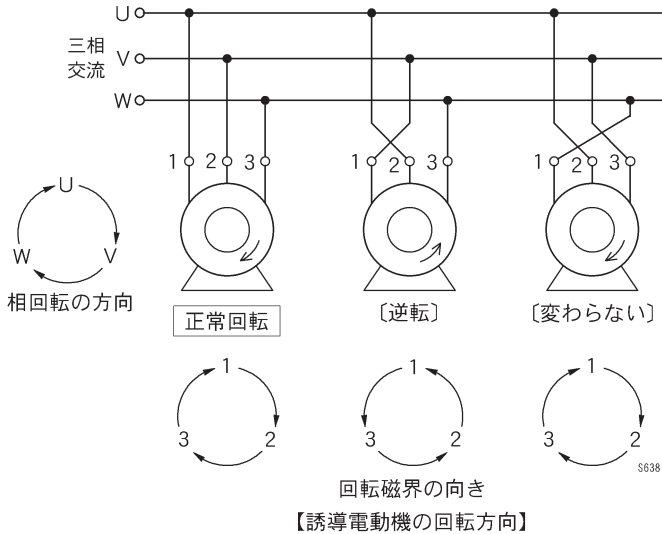 U
三相
交流
V
W
1 2 3
1 2 3
1 2 3
U
W V
相回転の方向
正常回転
〔逆転〕
〔変わらない〕
1
3 2
1
3 2
1
3 2
S638
回転磁界の向き
【誘導電動機の回転方向】